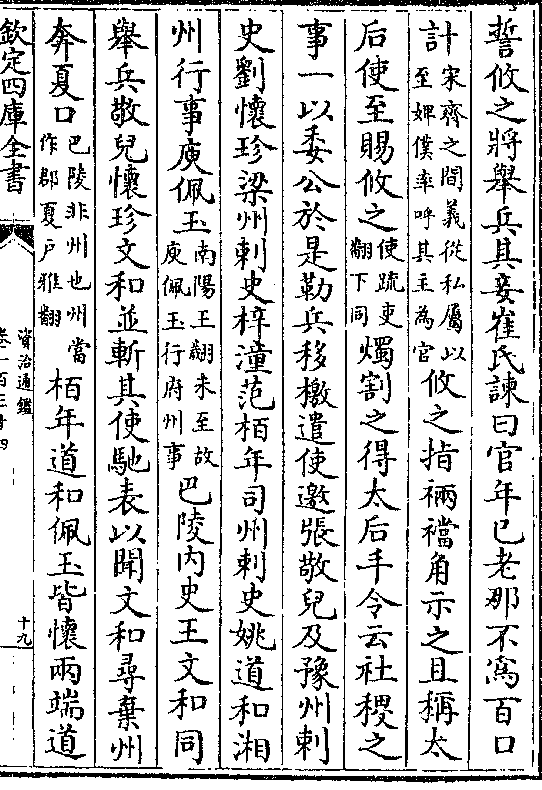 誓攸之將舉兵其妾崔氏諫曰官年已老那不為百口
計宋齊之間義從私屬以至婢僕率呼其主為官攸之指裲襠角示之且稱太
后使至賜攸之使疏吏翻下同燭割之得太后手令云社稷之
事一以委公於是勒兵移檄遣使邀張敬兒及豫州刺
史劉懷珍梁州刺史梓潼范栢年司州刺史姚道和湘
州行事庾佩玉南陽王翽未至故庾佩玉行府州事巴陵內史王文和同
舉兵敬兒懷珍文和並斬其使馳表以聞文和尋棄州
奔夏口巴陵非州也州當作郡夏戶雅翻栢年道和佩玉皆懷兩端道
欽定四庫全書
資治通鑑
卷一百三十四
十九